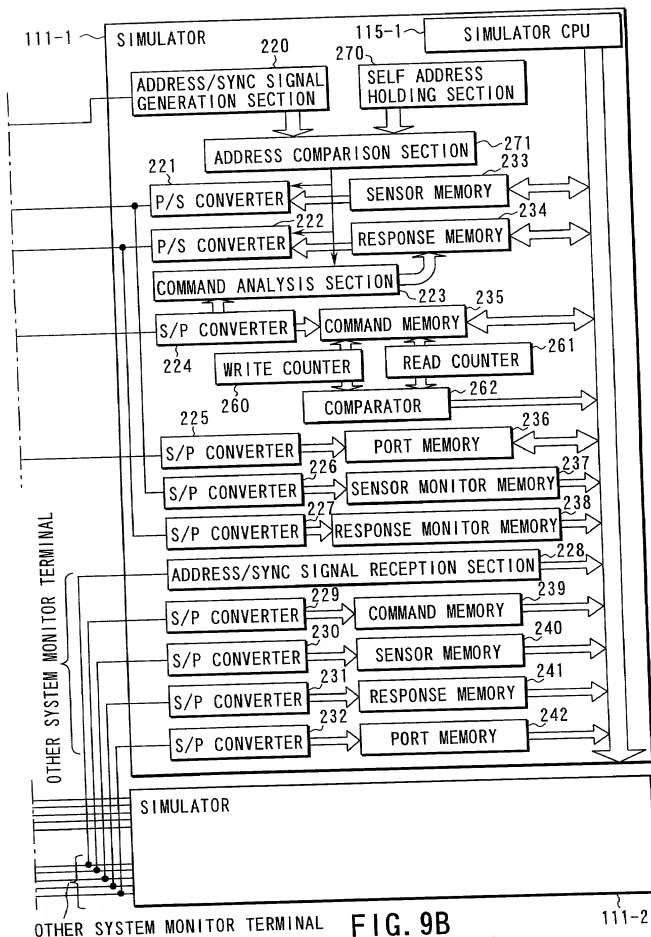 111-1
SIMULATOR
115-1
SIMULATOR CPU
220
270
ADDRESS/SYNC SIGNAL
GENERATION SECTION
SELF ADDRESS
HOLDING SECTION
271
ADDRESS COMPARISON SECTION
221
233
P/S CONVERTER
SENSOR MEMORY
222
234
P/S CONVERTER
RESPONSE MEMORY
COMMAND ANALYSIS SECTION
223
235
S/P CONVERTER
COMMAND MEMORY
224
261
WRITE COUNTER
READ COUNTER
260
262
COMPARATOR
225
236
S/P CONVERTER
PORT MEMORY
226
237
S/P CONVERTER
SENSOR MONITOR MEMORY
227
238
S/P CONVERTER
RESPONSE MONITOR MEMORY
228
ADDRESS/SYNC SIGNAL RECEPTION SECTION
229
239
S/P CONVERTER
COMMAND MEMORY
230
240
S/P CONVERTER
SENSOR MEMORY
231
241
S/P CONVERTER
RESPONSE MEMORY
232
242
S/P CONVERTER
PORT MEMORY
OTHER SYSTEM MONITOR TERMINAL
SIMULATOR
OTHER SYSTEM MONITOR TERMINAL
FIG. 9B
111-2